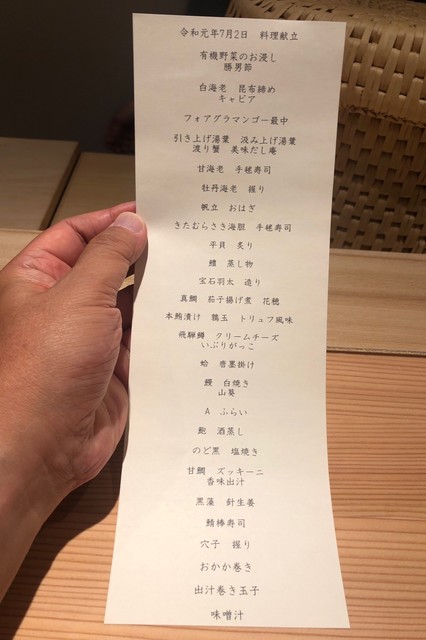 令和元年7月2日　料理献立
有機野菜のお浸し
勝男節
白海老　昆布締め
キャビア
フォアグラマンゴー最中
引き上げ湯葉　汲み上げ湯葉
渡り蟹　美味だし庵
甘海老　手毬寿司
牡丹海老　握り
帆立　おはぎ
きたむらさき海胆　手毬寿司
平貝　炙り
鱧　蒸し物
宝石羽太　造り
真鯛　茄子揚げ煮　花穂
本鮪漬け　鶉玉　トリュフ風味
飛騨鱒　クリームチーズ
いぶりがっこ
蛤　唐墨掛け
鰻　白焼き
山葵
A　ふらい
鮑　酒蒸し
のど黒　塩焼き
甘鯛　ズッキーニ
香味出汁
黒藻　針生姜
鯖棒寿司
穴子　握り
おかか巻き
出汁巻き玉子
味噌汁